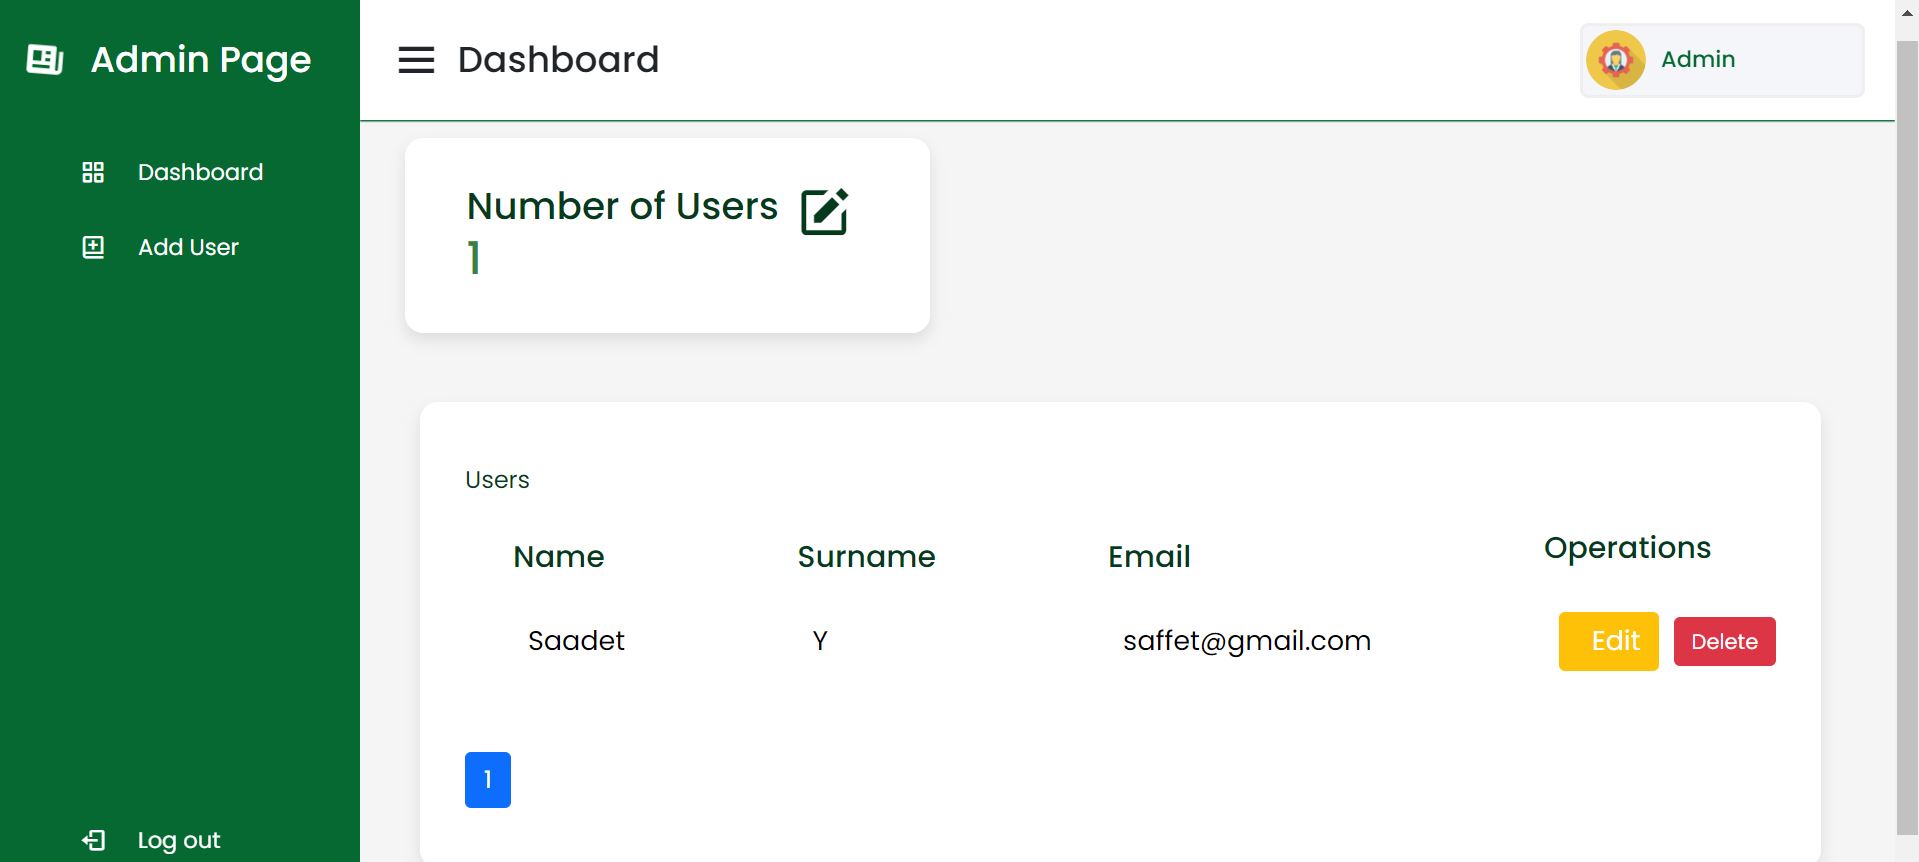 Admin Page
Dashboard
Add User
Log out
Dashboard
Admin
Number of Users
1
Users
Name Surname Email Operations
Saadet Y saffet@gmail.com Edit Delete
1